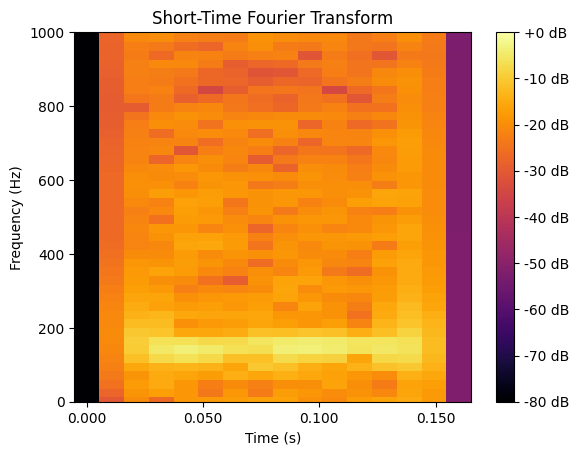 Short-Time Fourier Transform
1000
800
600
400
200
0
Frequency (Hz)
0.000
0.050
0.100
0.150
Time (s)
+0 dB
-10 dB
-20 dB
-30 dB
-40 dB
-50 dB
-60 dB
-70 dB
-80 dB